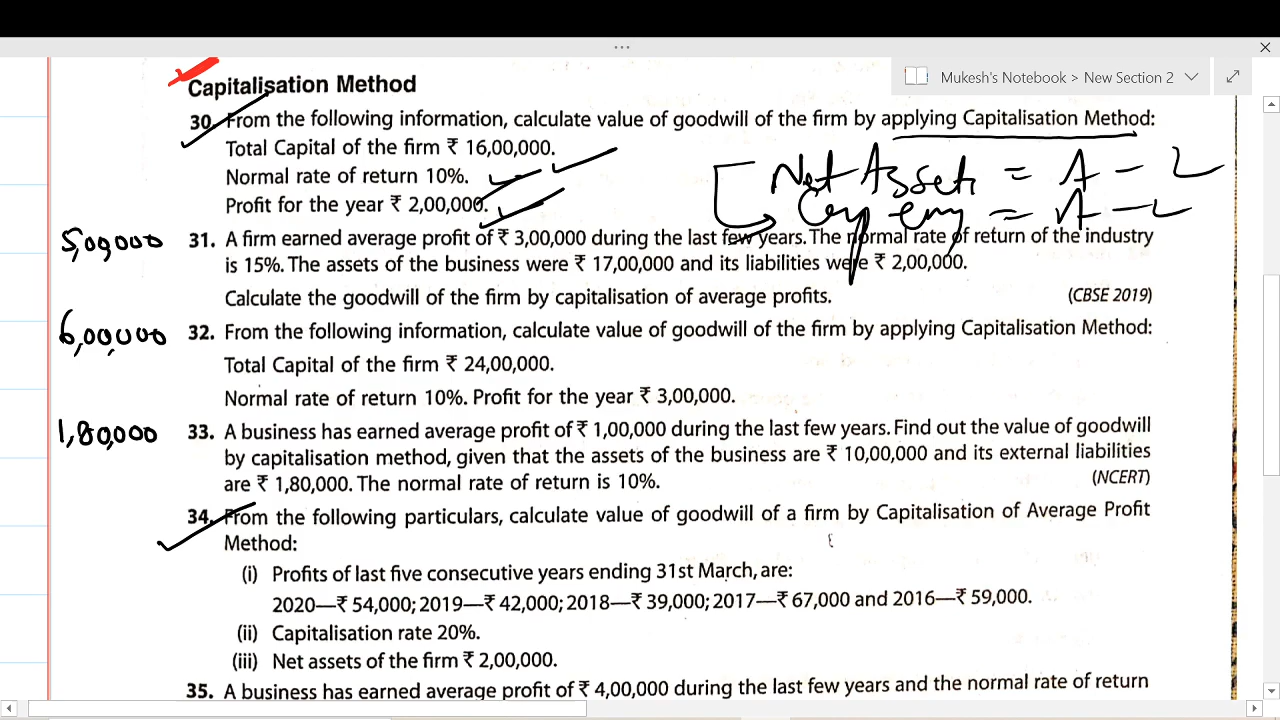 Mukesh's Notebook > New Section 2
Capitalisation Method
30. From the following information, calculate value of goodwill of the firm by applying Capitalisation Method:
Total Capital of the firm ₹ 16,00,000.
Normal rate of return 10%.
Profit for the year ₹ 2,00,000.
Net Assets = A - L
Cap emp = A - L
5,00,000
31. A firm earned average profit of ₹ 3,00,000 during the last few years. The normal rate of return of the industry
is 15%. The assets of the business were ₹ 17,00,000 and its liabilities were ₹ 2,00,000.
Calculate the goodwill of the firm by capitalisation of average profits. (CBSE 2019)
6,00,000
32. From the following information, calculate value of goodwill of the firm by applying Capitalisation Method:
Total Capital of the firm ₹ 24,00,000.
Normal rate of return 10%. Profit for the year ₹ 3,00,000.
1,80,000
33. A business has earned average profit of ₹ 1,00,000 during the last few years. Find out the value of goodwill
by capitalisation method, given that the assets of the business are ₹ 10,00,000 and its external liabilities
are ₹ 1,80,000. The normal rate of return is 10%. (NCERT)
34. From the following particulars, calculate value of goodwill of a firm by Capitalisation of Average Profit
Method:
(i) Profits of last five consecutive years ending 31st March, are:
2020—₹ 54,000; 2019—₹ 42,000; 2018—₹ 39,000; 2017—₹ 67,000 and 2016—₹ 59,000.
(ii) Capitalisation rate 20%.
(iii) Net assets of the firm ₹ 2,00,000.
35. A business has earned average profit of ₹ 4,00,000 during the last few years and the normal rate of return